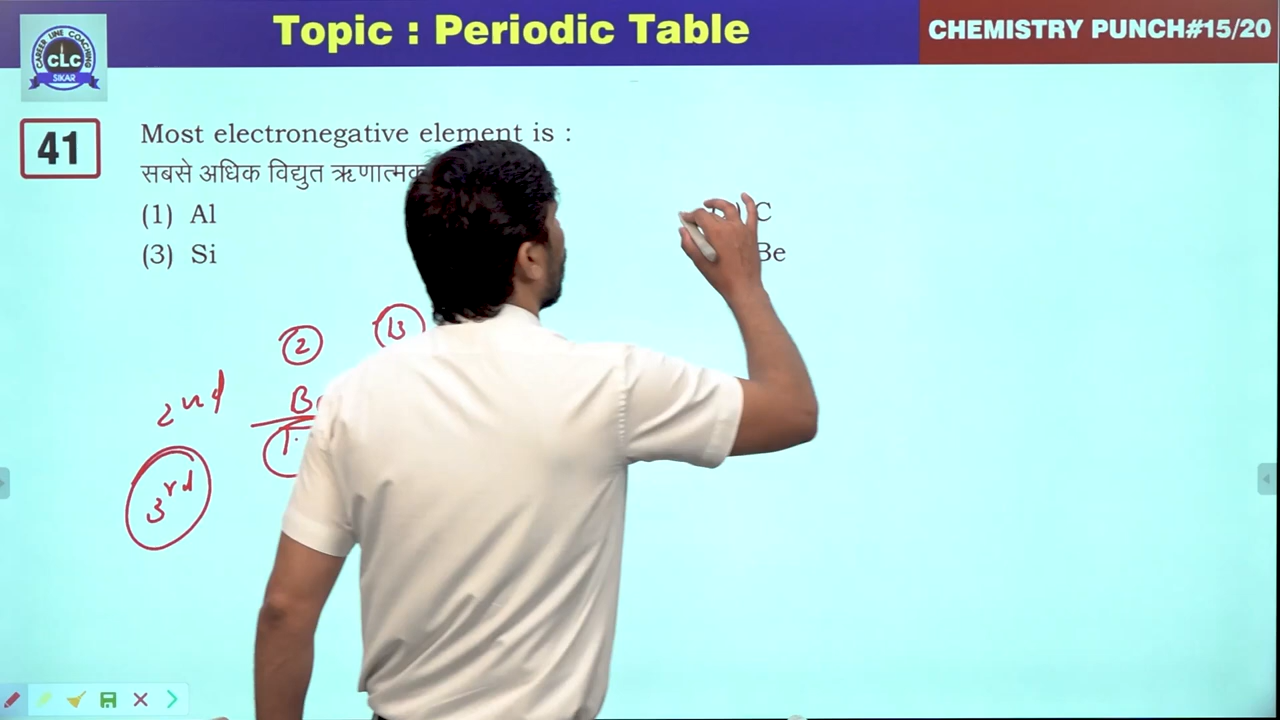 Topic : Periodic Table
CHEMISTRY PUNCH#15/20
CAREER LINE COACHING
CLC
SIKAR
41
Most electronegative element is :
सबसे अधिक विद्युत ऋणात्मक
(1) Al
C
(3) Si
Be
2
13
2nd
3rd